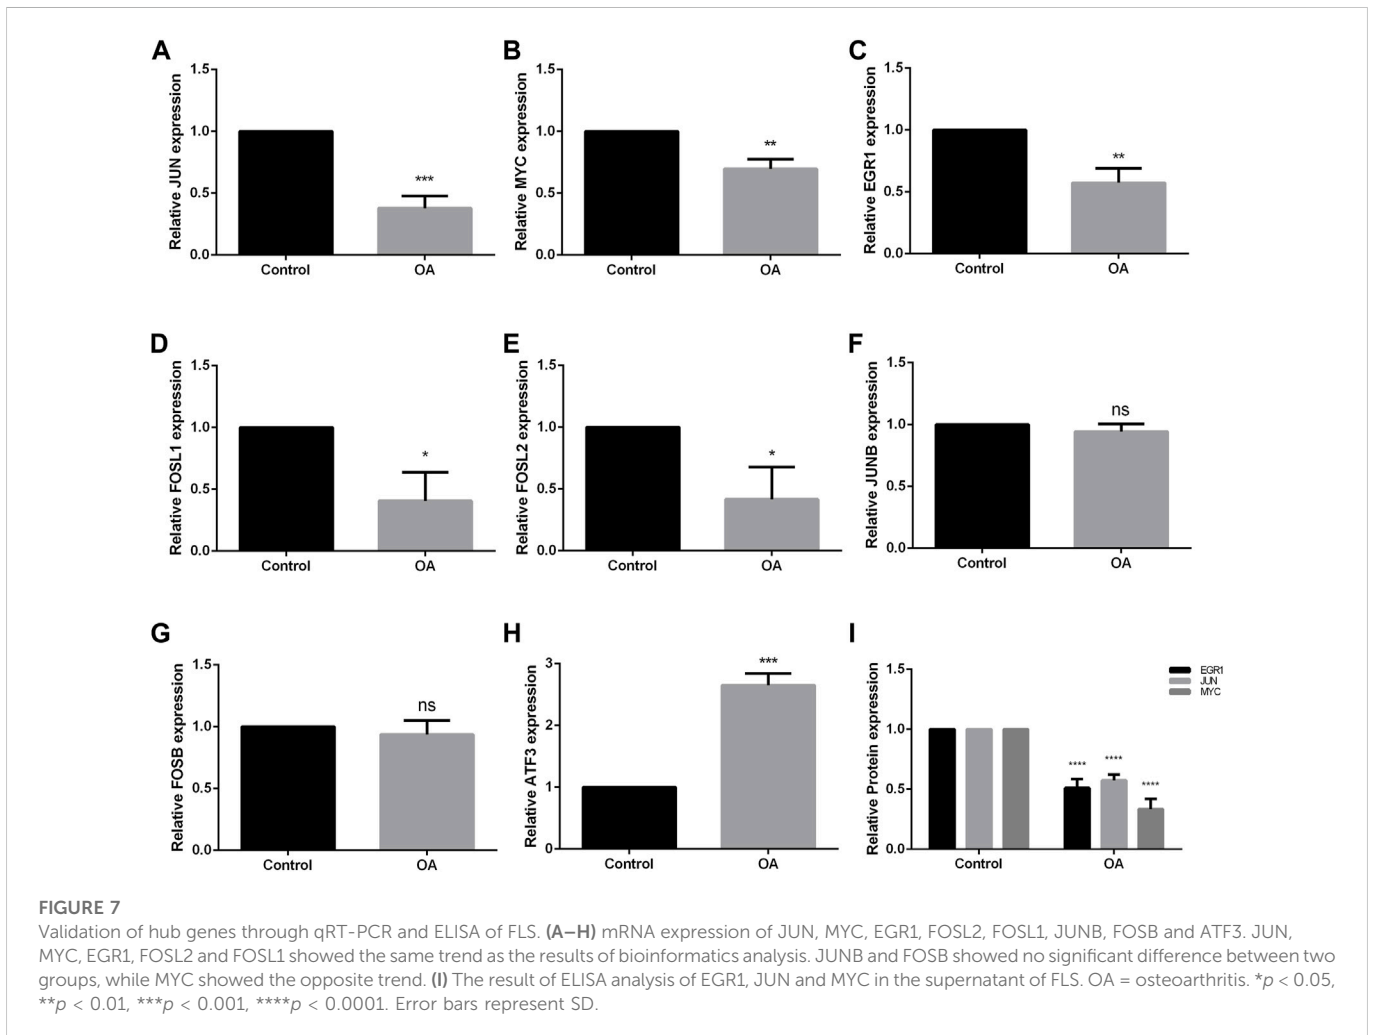 A
Relative JUN expression
1.5
1.0
0.5
0.0
***
Control
OA
B
Relative MYC expression
1.5
1.0
0.5
0.0
**
Control
OA
C
Relative EGR1 expression
1.5
1.0
0.5
0.0
**
Control
OA
D
Relative FOSL1 expression
1.5
1.0
0.5
0.0
*
Control
OA
E
Relative FOSL2 expression
1.5
1.0
0.5
0.0
*
Control
OA
F
Relative JUNB expression
1.5
1.0
0.5
0.0
ns
Control
OA
G
Relative FOSB expression
1.5
1.0
0.5
0.0
ns
Control
OA
H
Relative ATF3 expression
3
2
1
0
***
Control
OA
I
Relative Protein expression
1.5
1.0
0.5
0.0
****
****
****
Control
OA
EGR1
JUN
MYC
FIGURE 7
Validation of hub genes through qRT-PCR and ELISA of FLS. (A–H) mRNA expression of JUN, MYC, EGR1, FOSL2, FOSL1, JUNB, FOSB and ATF3. JUN,
MYC, EGR1, FOSL2 and FOSL1 showed the same trend as the results of bioinformatics analysis. JUNB and FOSB showed no significant difference between two
groups, while MYC showed the opposite trend. (I) The result of ELISA analysis of EGR1, JUN and MYC in the supernatant of FLS. OA = osteoarthritis. *p < 0.05,
**p < 0.01, ***p < 0.001, ****p < 0.0001. Error bars represent SD.